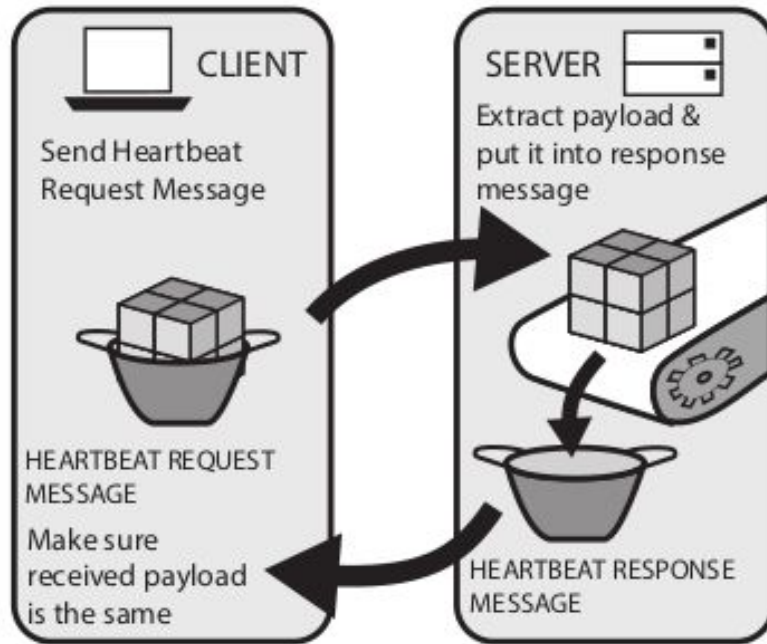 CLIENT
Send Heartbeat
Request Message
HEARTBEAT REQUEST
MESSAGE
Make sure
received payload
is the same
SERVER
Extract payload &
put it into response
message
HEARTBEAT RESPONSE
MESSAGE